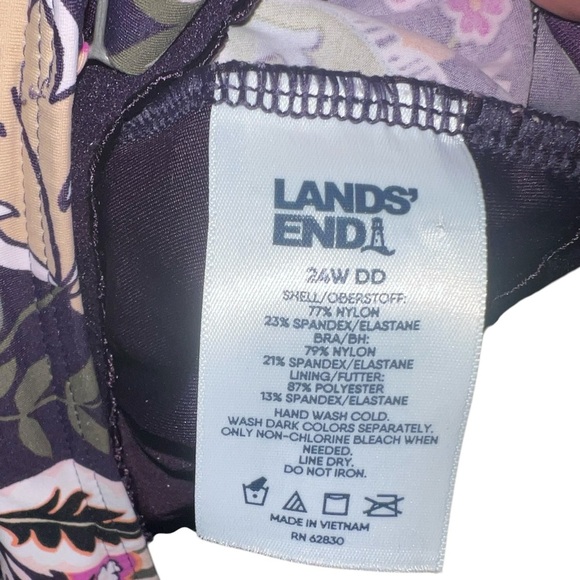 LANDS'
END
24W DD
SHELL/OBERSTOFF:
77% NYLON
23% SPANDEX/ELASTANE
BRA/BH:
79% NYLON
21% SPANDEX/ELASTANE
LINING/FUTTER:
87% POLYESTER
13% SPANDEX/ELASTANE
HAND WASH COLD.
WASH DARK COLORS SEPARATELY.
ONLY NON-CHLORINE BLEACH WHEN
NEEDED.
LINE DRY.
DO NOT IRON.
MADE IN VIETNAM
RN 62830